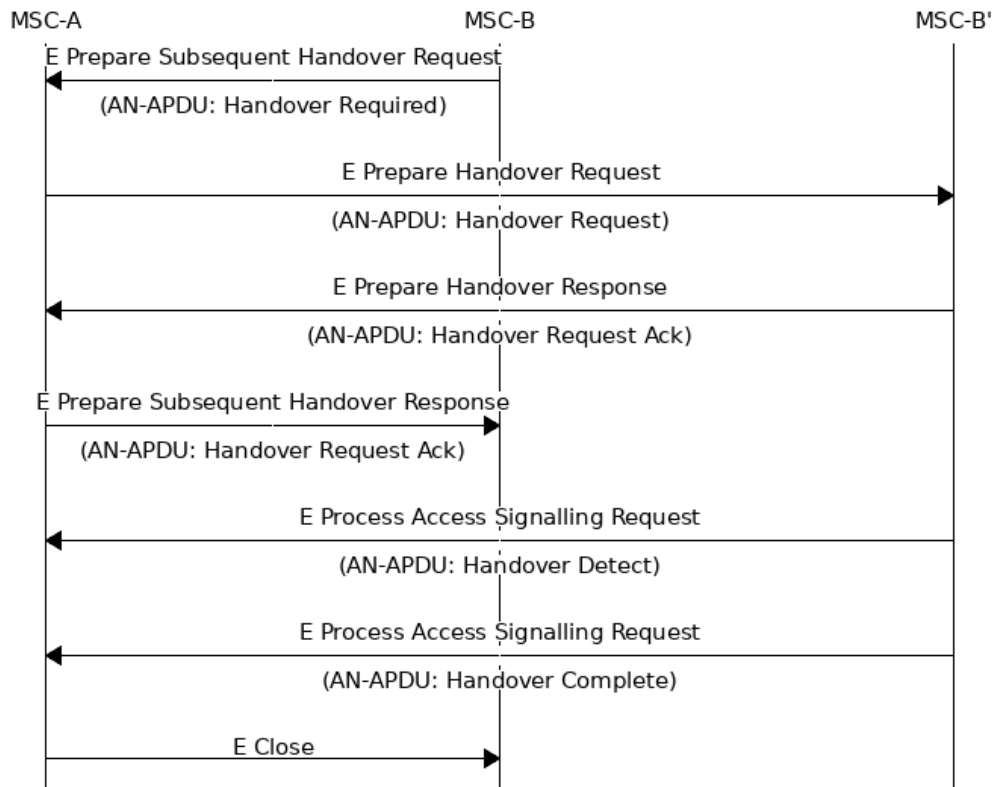 MSC-A MSC-B MSC-B'
E Prepare Subsequent Handover Request
(AN-APDU: Handover Required)
E Prepare Handover Request
(AN-APDU: Handover Request)
E Prepare Handover Response
(AN-APDU: Handover Request Ack)
E Prepare Subsequent Handover Response
(AN-APDU: Handover Request Ack)
E Process Access Signalling Request
(AN-APDU: Handover Detect)
E Process Access Signalling Request
(AN-APDU: Handover Complete)
E Close